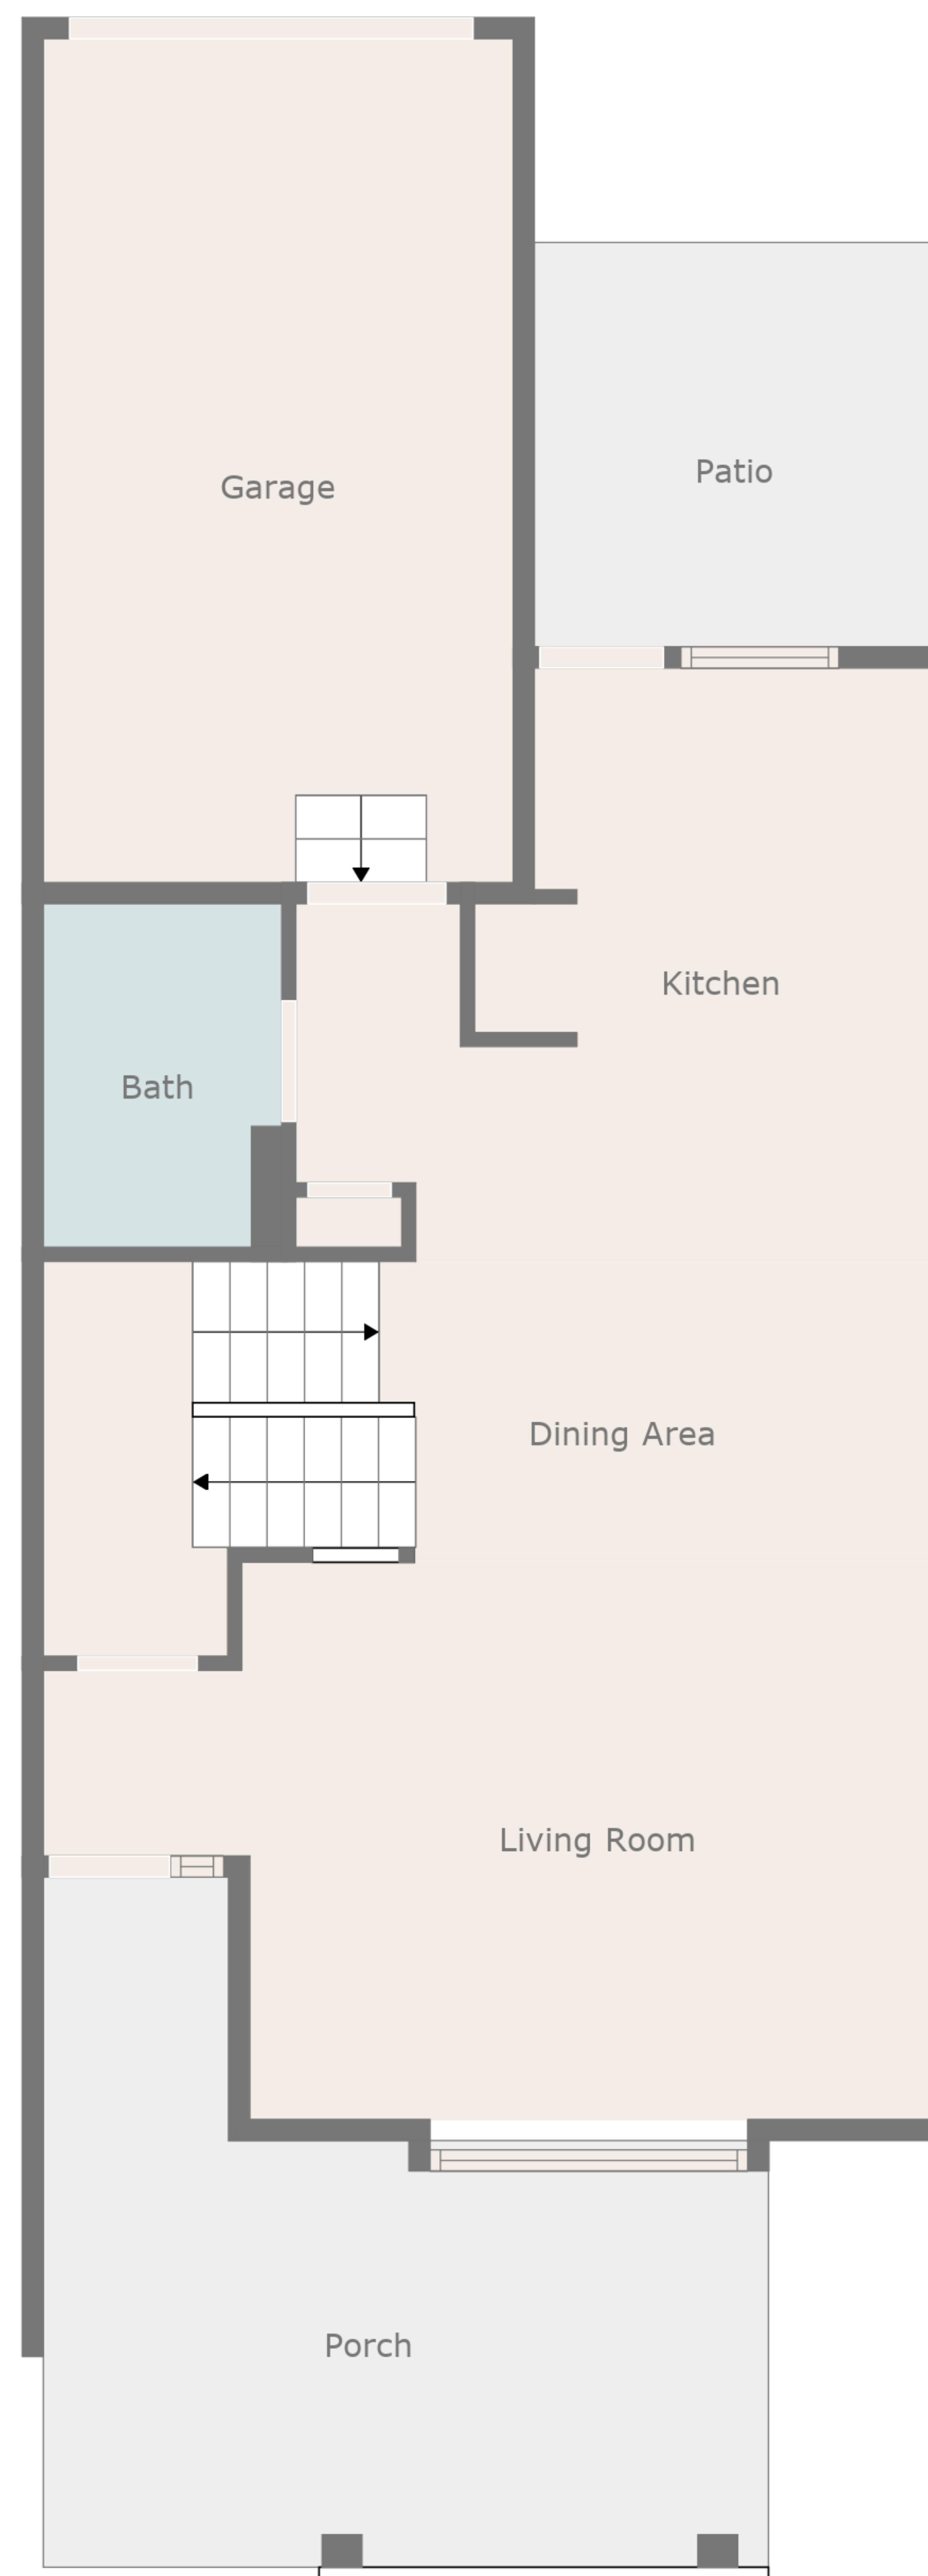 Patio
Garage
Kitchen
Bath
Dining Area
Living Room
Porch